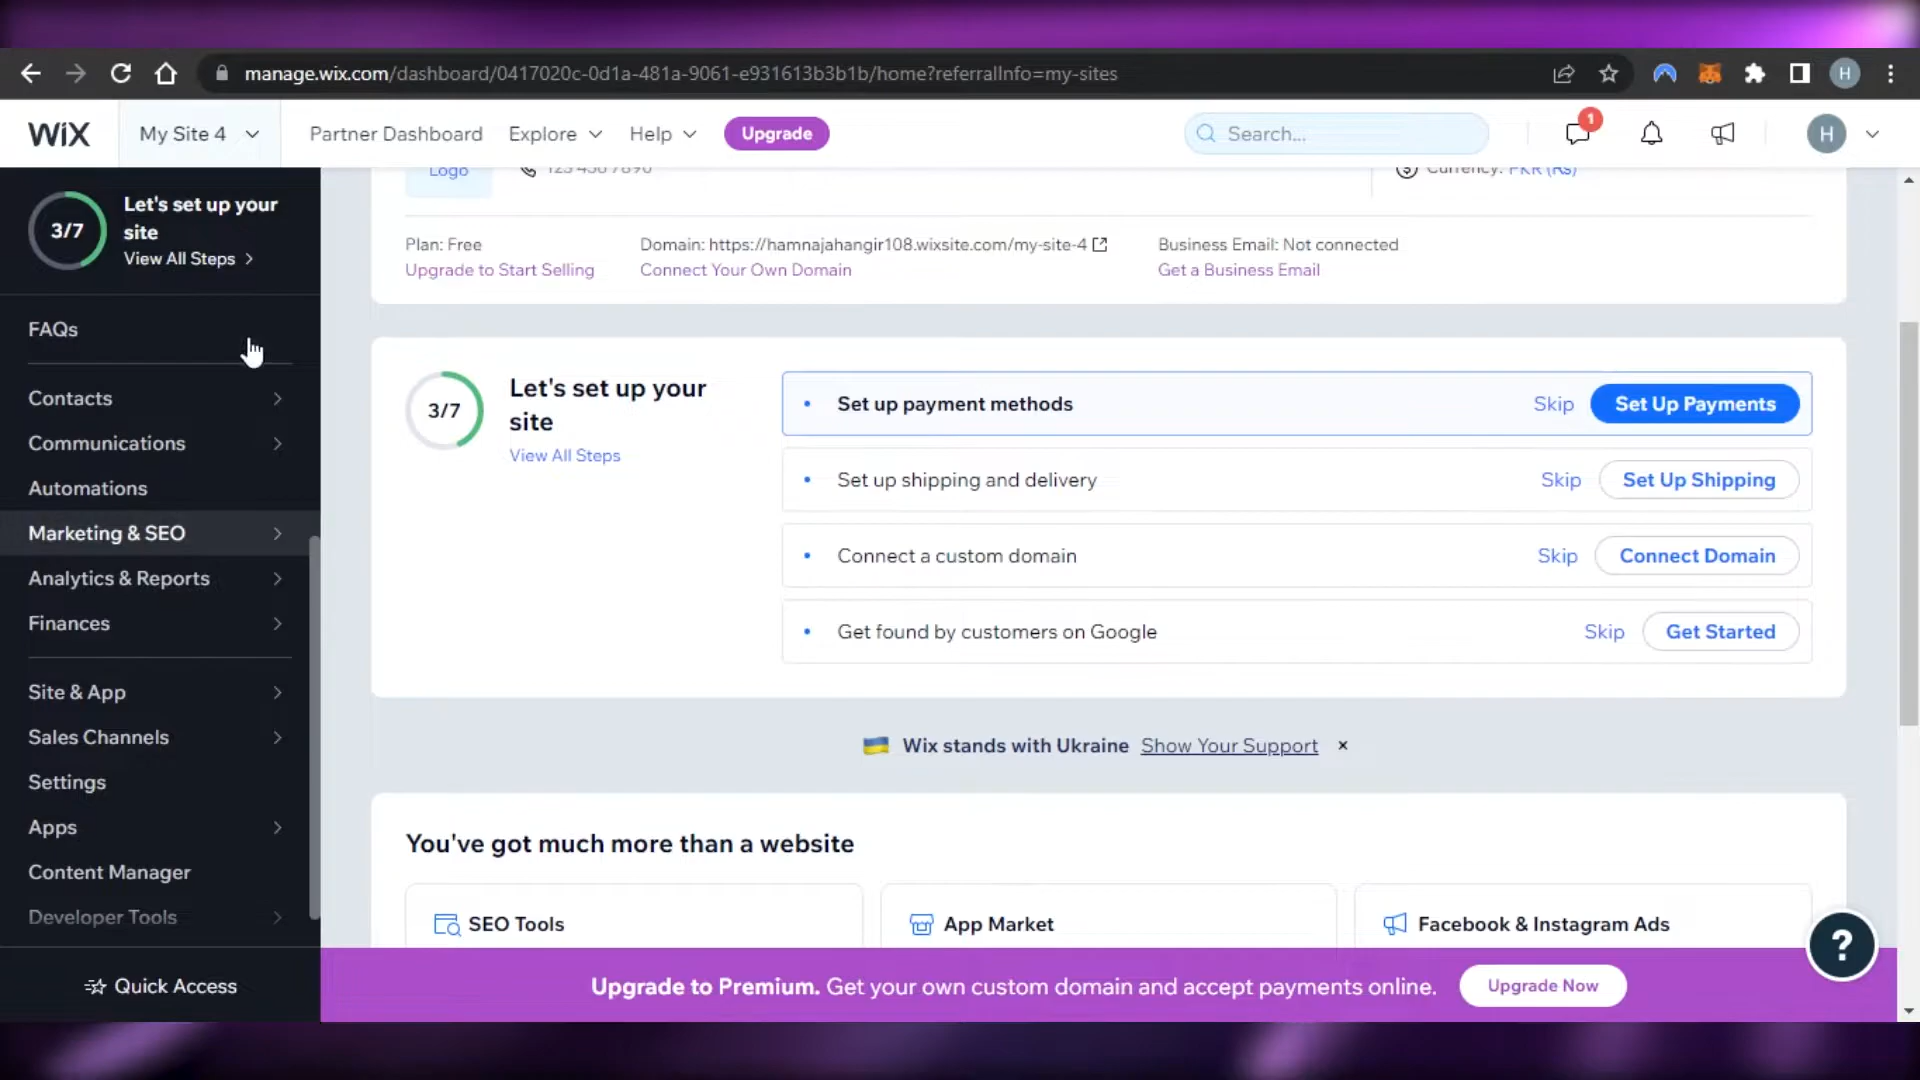 manage.wix.com/dashboard/0417020c-0d1a-481a-9061-e931613b3b1b/home?referralInfo=my-sites
H
WiX
My Site 4
Partner Dashboard
Explore
Help
Upgrade
Search...
1
H
3/7
Let's set up your
site
View All Steps
FAQs
Contacts
Communications
Automations
Marketing & SEO
Analytics & Reports
Finances
Site & App
Sales Channels
Settings
Apps
Content Manager
Developer Tools
Quick Access
Logo
123 456 7890
Currency: PKR (₨)
Plan: Free
Upgrade to Start Selling
Domain: https://hamnajahangir108.wixsite.com/my-site-4
Connect Your Own Domain
Business Email: Not connected
Get a Business Email
3/7
Let's set up your
site
View All Steps
Set up payment methods
Skip
Set Up Payments
Set up shipping and delivery
Skip
Set Up Shipping
Connect a custom domain
Skip
Connect Domain
Get found by customers on Google
Skip
Get Started
Wix stands with Ukraine Show Your Support ×
You've got much more than a website
SEO Tools
App Market
Facebook & Instagram Ads
Upgrade to Premium. Get your own custom domain and accept payments online.
Upgrade Now
?